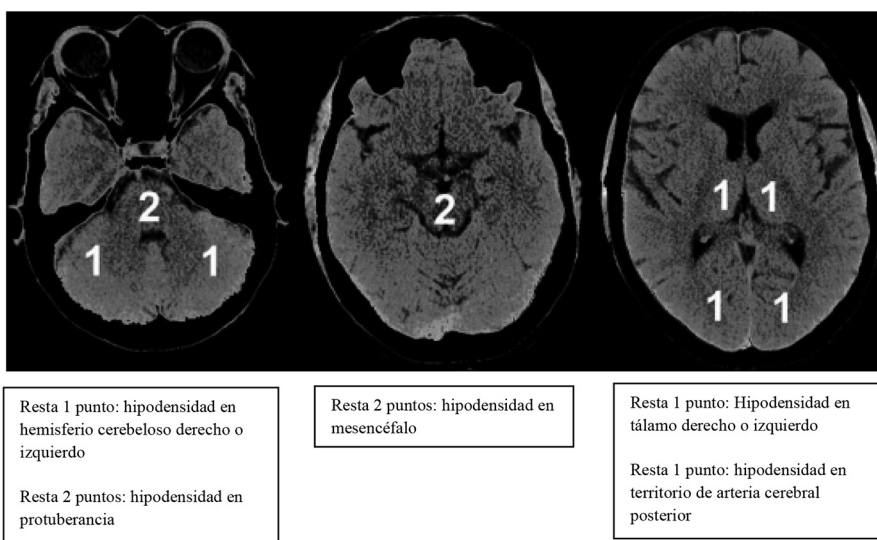 2
1 1
2
1 1
1 1
Resta 1 punto: hipodensidad en
hemisferio cerebeloso derecho o
izquierdo
Resta 2 puntos: hipodensidad en
protuberancia
Resta 2 puntos: hipodensidad en
mesencéfalo
Resta 1 punto: Hipodensidad en
tálamo derecho o izquierdo
Resta 1 punto: hipodensidad en
territorio de arteria cerebral
posterior